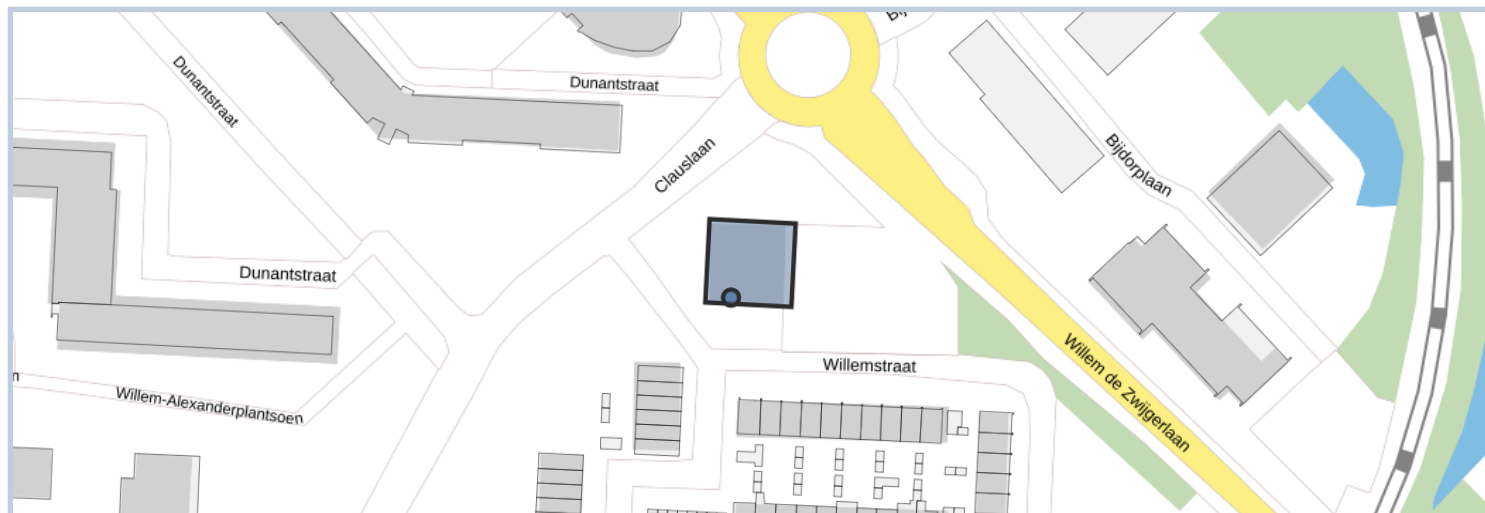 Dunantstraat
Dunantstraat
Clauslaan
Bijdorplaan
Dunantstraat
Willemstraat
Willem de Zwijgerlaan
Willem-Alexanderplantsoen